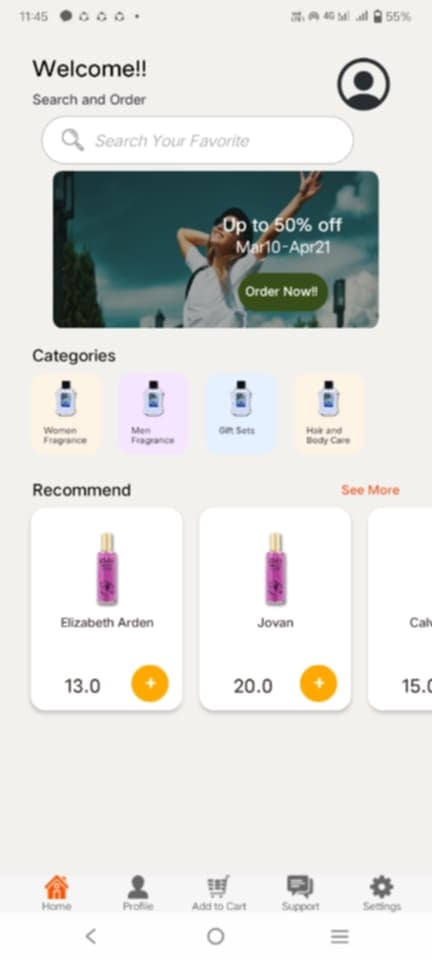 11:45
4G
55%
Welcome!!
Search and Order
Search Your Favorite
Up to 50% off
Mar10-Apr21
Order Now!!
Categories
Women
Fragrance
Men
Fragrance
Gift Sets
Hair and
Body Care
Recommend
See More
Elizabeth Arden
Jovan
13.0
20.0
15.0
Home
Profile
Add to Cart
Support
Settings